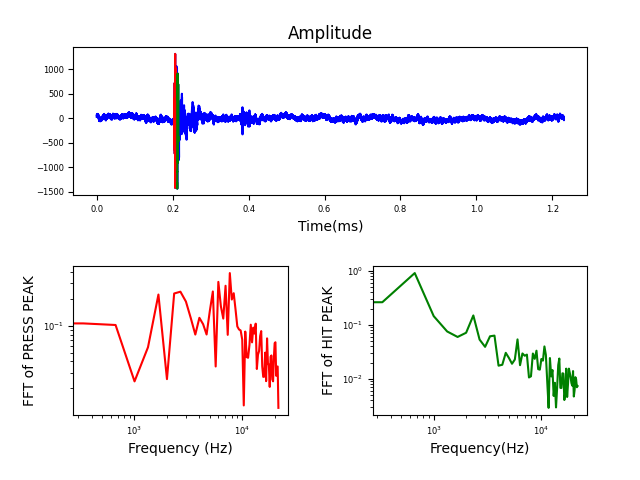 Amplitude
1000
500
0
−500
−1000
−1500
0.0 0.2 0.4 0.6 0.8 1.0 1.2
Time(ms)
FFT of PRESS PEAK
10⁻¹
10³ 10⁴
Frequency (Hz)
FFT of HIT PEAK
10⁰
10⁻¹
10⁻²
10³ 10⁴
Frequency(Hz)